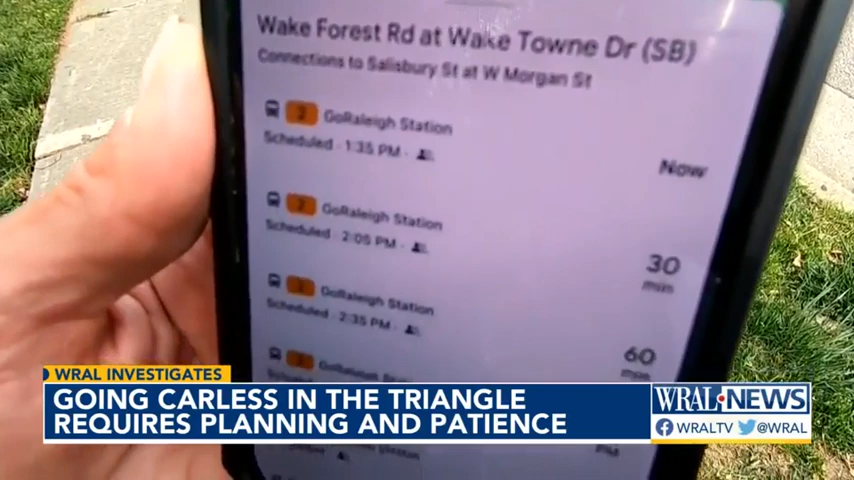 Wake Forest Rd at Wake Towne Dr (SB)
Connections to Salisbury St at W Morgan St
2 GoRaleigh Station
Scheduled · 1:35 PM ·
Now
2 GoRaleigh Station
Scheduled · 2:05 PM ·
30
min
2 GoRaleigh Station
Scheduled · 2:35 PM ·
60
min
2 GoRaleigh
WRAL INVESTIGATES
GOING CARLESS IN THE TRIANGLE
REQUIRES PLANNING AND PATIENCE
WRAL NEWS
WRALTV @WRAL
PM